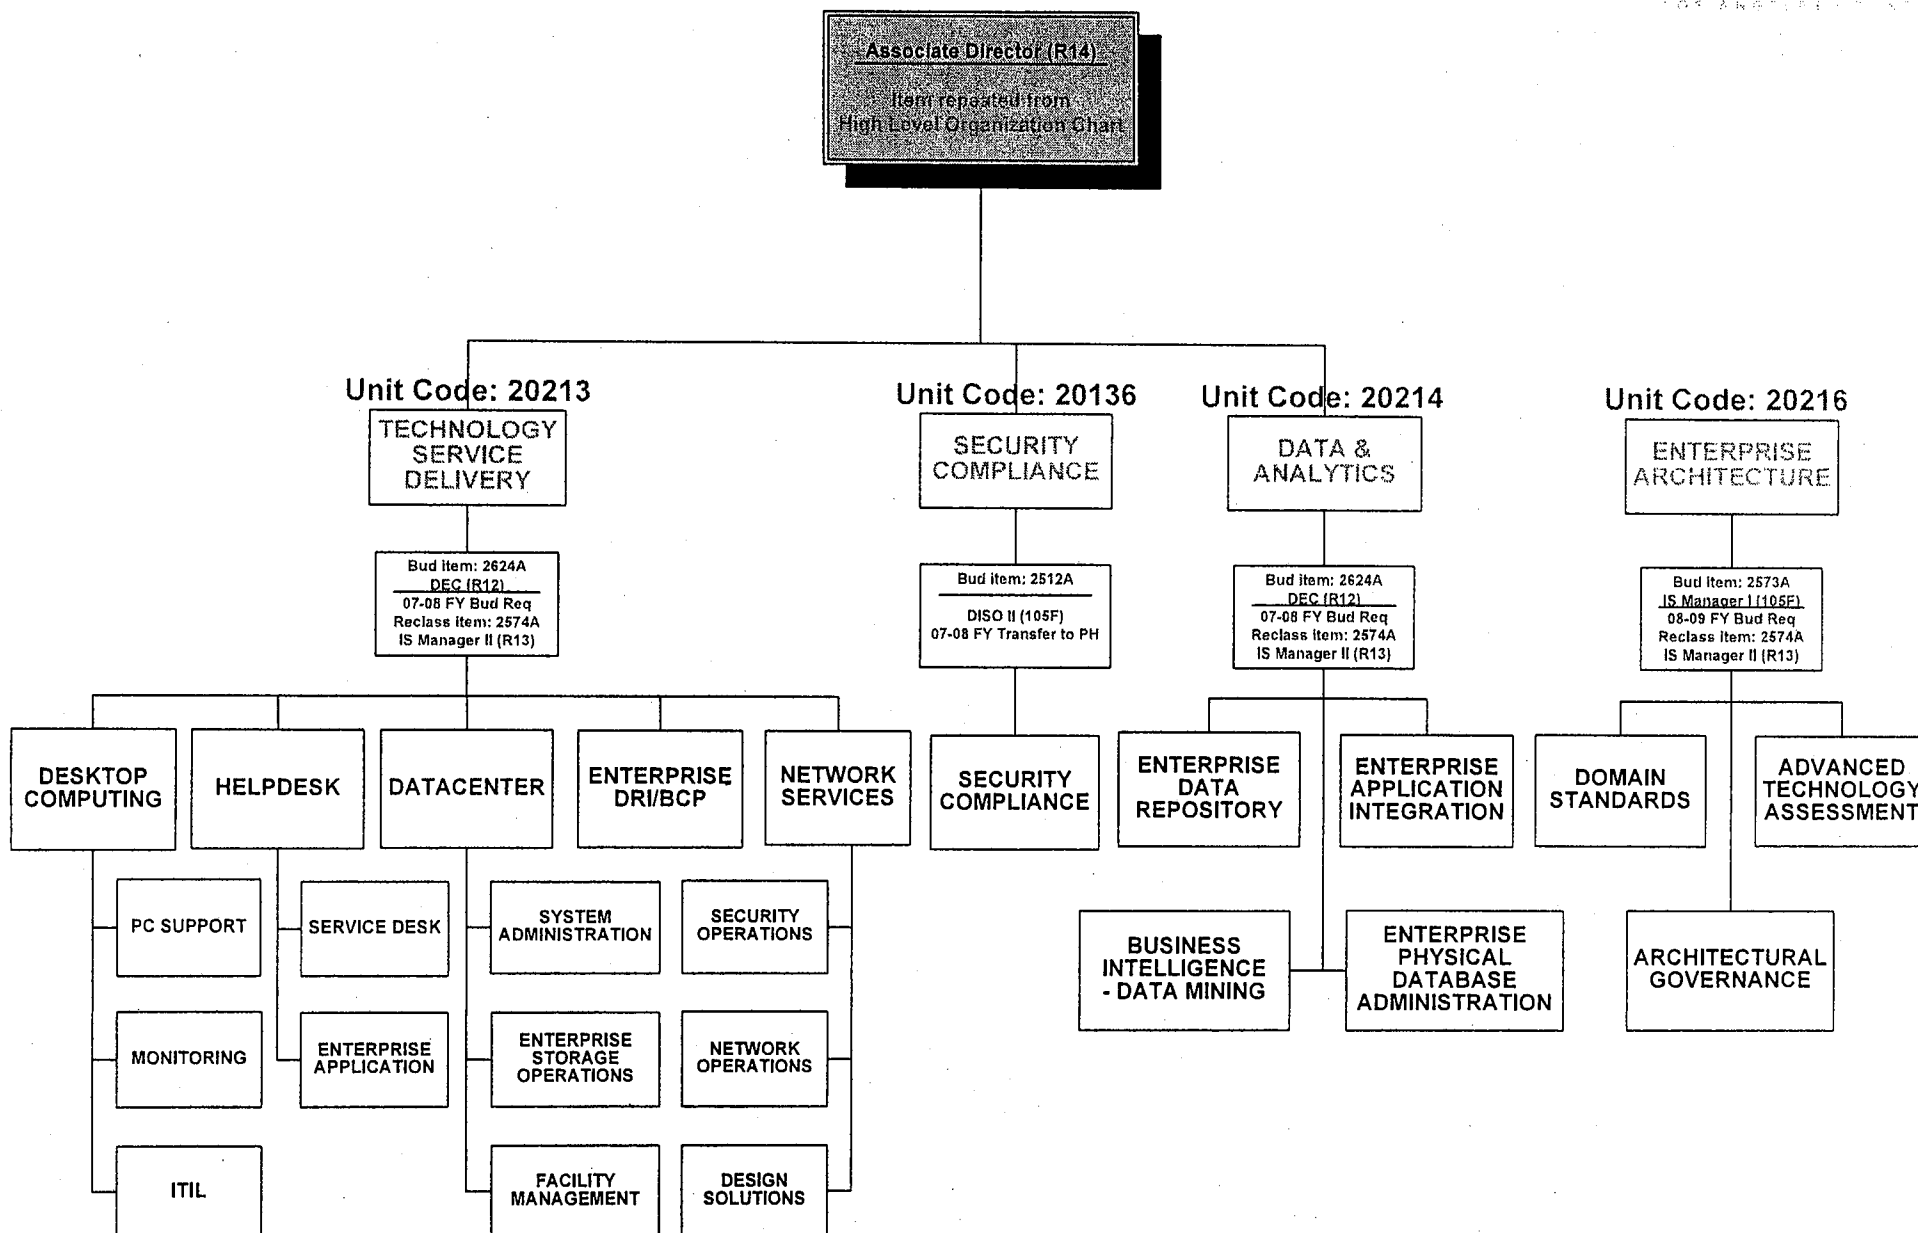 Associate Director (R14)
Item repeated from
High Level Organization Chart
Unit Code: 20213
TECHNOLOGY
SERVICE
DELIVERY
Bud item: 2624A
DEC (R12)
07-08 FY Bud Req
Reclass item: 2574A
IS Manager II (R13)
Unit Code: 20136
SECURITY
COMPLIANCE
Bud item: 2512A
DISO II (105F)
07-08 FY Transfer to PH
Unit Code: 20214
DATA &
ANALYTICS
Bud item: 2624A
DEC (R12)
07-08 FY Bud Req
Reclass item: 2574A
IS Manager II (R13)
Unit Code: 20216
ENTERPRISE
ARCHITECTURE
Bud item: 2573A
IS Manager I (105F)
08-09 FY Bud Req
Reclass item: 2574A
IS Manager II (R13)
DESKTOP
COMPUTING
HELPDESK
DATACENTER
ENTERPRISE
DRI/BCP
NETWORK
SERVICES
SECURITY
COMPLIANCE
ENTERPRISE
DATA
REPOSITORY
ENTERPRISE
APPLICATION
INTEGRATION
DOMAIN
STANDARDS
ADVANCED
TECHNOLOGY
ASSESSMENT
PC SUPPORT
SERVICE DESK
SYSTEM
ADMINISTRATION
SECURITY
OPERATIONS
BUSINESS
INTELLIGENCE
- DATA MINING
ENTERPRISE
PHYSICAL
DATABASE
ADMINISTRATION
ARCHITECTURAL
GOVERNANCE
MONITORING
ENTERPRISE
APPLICATION
ENTERPRISE
STORAGE
OPERATIONS
NETWORK
OPERATIONS
ITIL
FACILITY
MANAGEMENT
DESIGN
SOLUTIONS